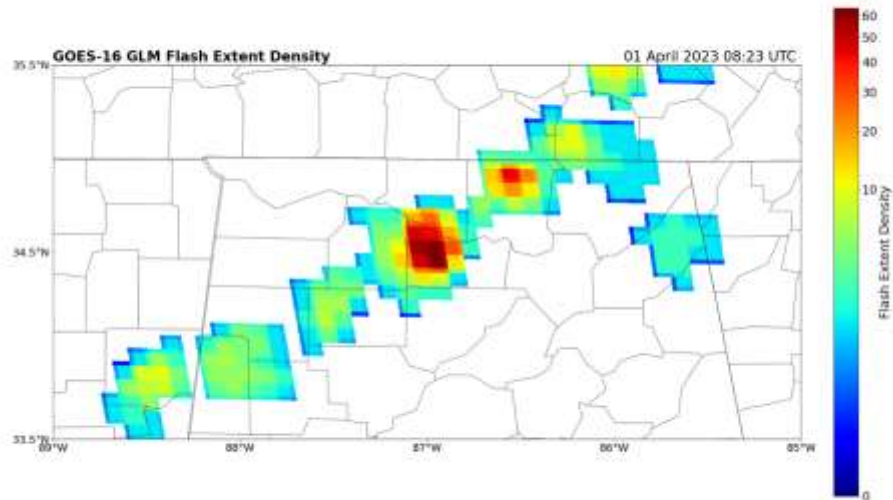 GOES-16 GLM Flash Extent Density 01 April 2023 08:23 UTC
35.5°N
34.5°N
33.5°N
89°W 88°W 87°W 86°W 85°W
60
50
40
30
20
10
0
Flash Extent Density